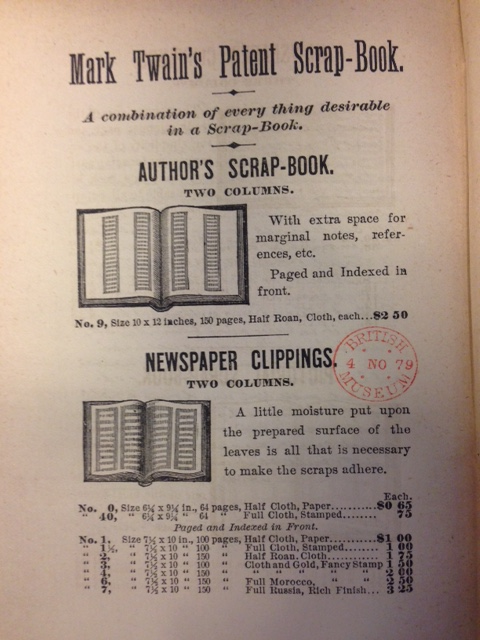 Mark Twain's Patent Scrap-Book.
A combination of every thing desirable
in a Scrap-Book.
AUTHOR'S SCRAP-BOOK.
TWO COLUMNS.
With extra space for
marginal notes, refer-
ences, etc.
Paged and Indexed in
front.
No. 9, Size 10 x 12 inches, 150 pages, Half Roan, Cloth, each...$2 50
NEWSPAPER CLIPPINGS.
TWO COLUMNS.
BRITISH
4 NO 79
MUSEUM
A little moisture put upon
the prepared surface of the
leaves is all that is necessary
to make the scraps adhere.
Each.
No. 0, Size 6¼ x 9¼ in., 64 pages, Half Cloth, Paper..........$0 65
" 40, " 6¼ x 9¼ " 64 " Full Cloth, Stamped....... 75
Paged and Indexed in Front.
No. 1. Size 7½ x 10 in., 100 pages, Half Cloth, Paper........$1 00
" 1½, " 7½ x 10 " 100 " Full Cloth, Stamped....... 1 00
" 2, " 7½ x 10 " 150 " Half Roan, Cloth.......... 1 75
" 3, " 7½ x 10 " 100 " Cloth and Gold, Fancy Stamp 1 50
" 4, " 7½ x 10 " 150 " " " " " " 2 00
" 6, " 7½ x 10 " 150 " Full Morocco, " " 2 50
" 7, " 7½ x 10 " 150 " Full Russia, Rich Finish... 3 25